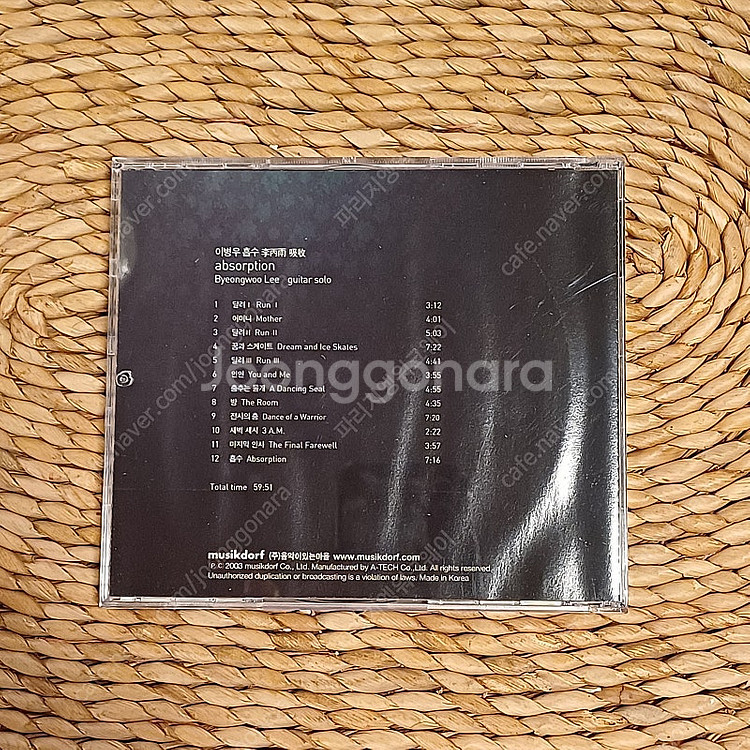 이병우 흡수 李丙雨 吸收
absorption
Byeongwoo Lee guitar solo
1 달려 I Run I 3:12
2 어머니 Mother 4:01
3 달려 II Run II 5:03
4 꿈과 스케이트 Dream and Ice Skates 7:22
5 달려 III Run III 4:41
6 인연 You and Me 3:55
7 춤추는 물개 A Dancing Seal 4:55
8 방 The Room 4:35
9 전사의 춤 Dance of a Warrior 7:20
10 새벽 세시 3 A.M. 2:22
11 마지막 인사 The Final Farewell 3:57
12 흡수 Absorption 7:16
Total time 59:51
Joonggonara
musikdorf (주)음악이있는마을 www.musikdorf.com
P. C 2003 musikdorf Co., Ltd. Manufactured by A-TECH Co.,Ltd. All rights reserved.
Unauthorized duplication or broadcasting is a violation of laws. Made in Korea
cafe.naver.com
cafe.naver.com